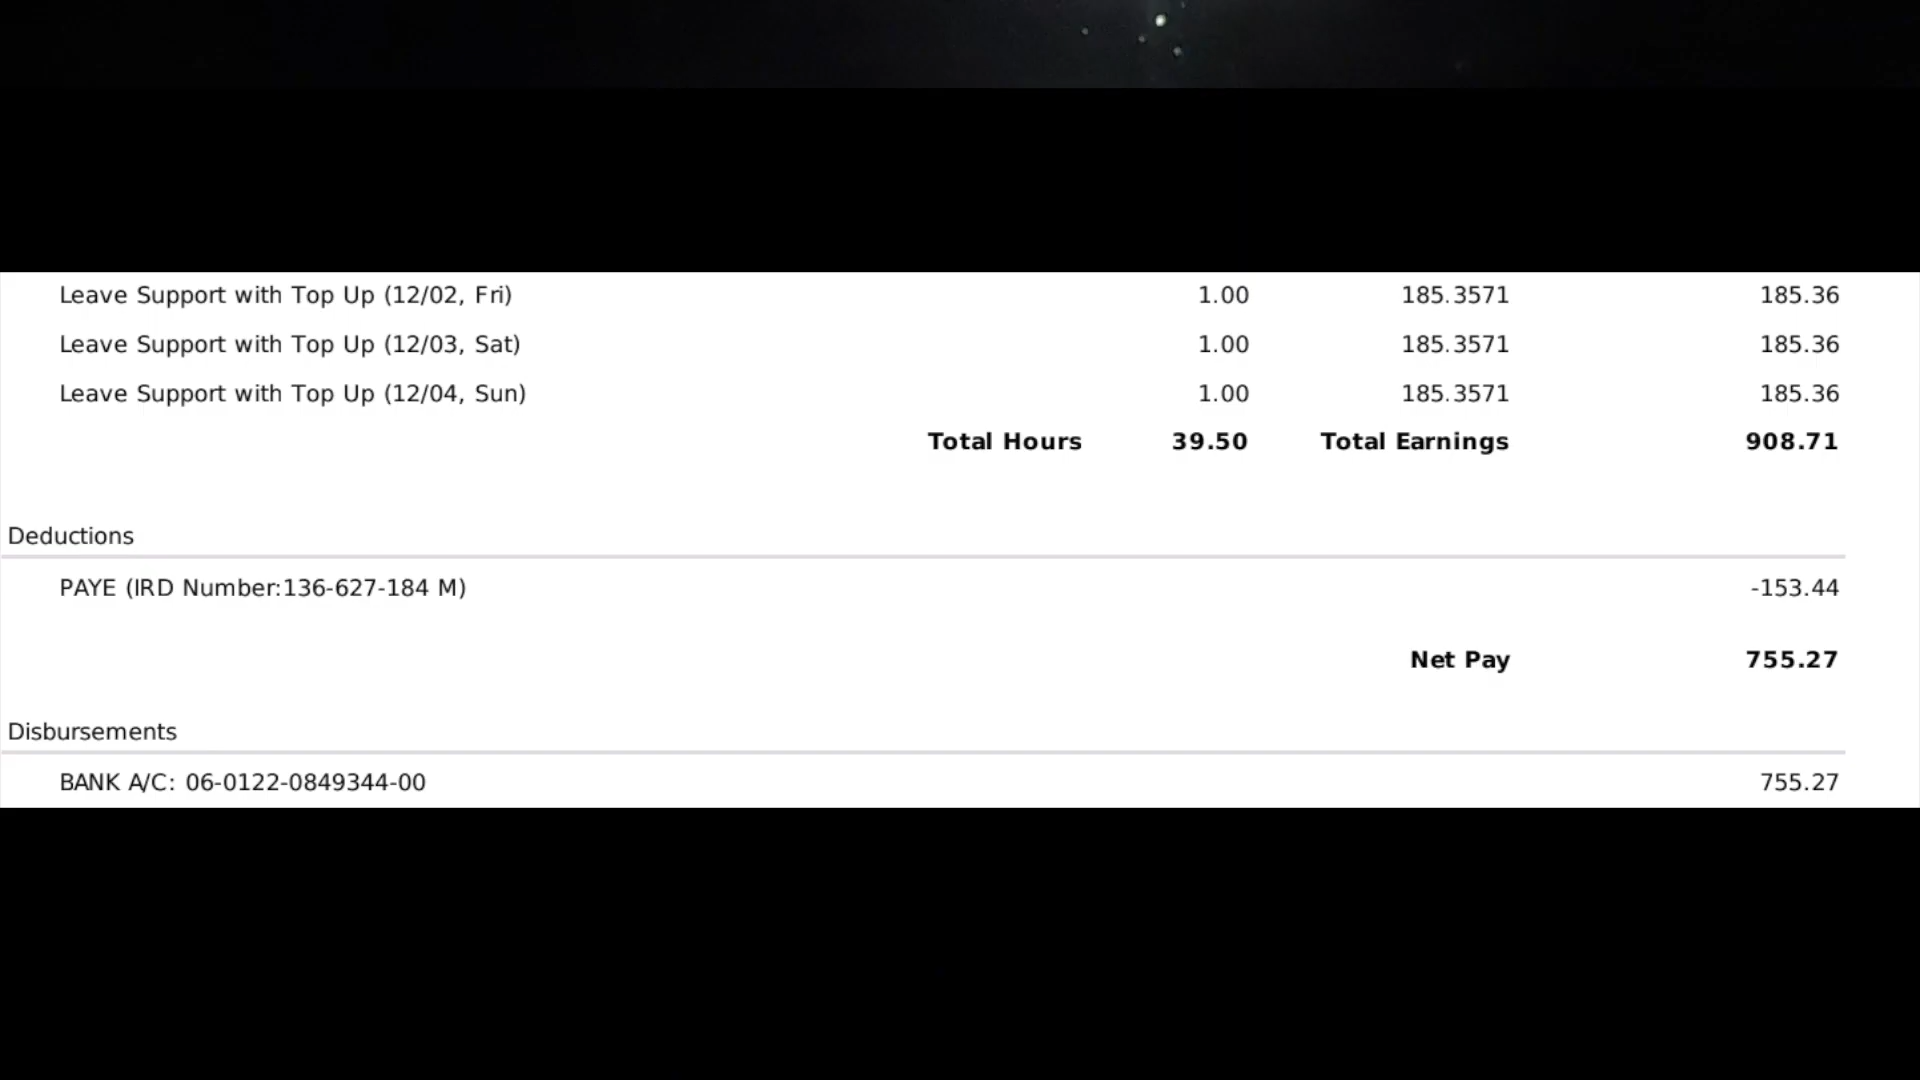 Leave Support with Top Up (12/02, Fri) 1.00 185.3571 185.36
Leave Support with Top Up (12/03, Sat) 1.00 185.3571 185.36
Leave Support with Top Up (12/04, Sun) 1.00 185.3571 185.36
Total Hours 39.50 Total Earnings 908.71
Deductions
PAYE (IRD Number:136-627-184 M) -153.44
Net Pay 755.27
Disbursements
BANK A/C: 06-0122-0849344-00 755.27